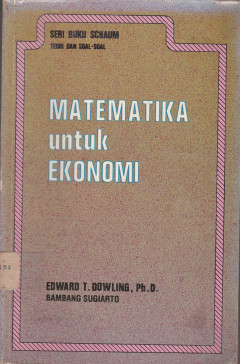 SERI BUKU SCHAUM
TEORI DAN SOAL-SOAL
MATEMATIKA
untuk
EKONOMI
EDWARD T. DOWLING, Ph.D.
BAMBANG SUGIARTO